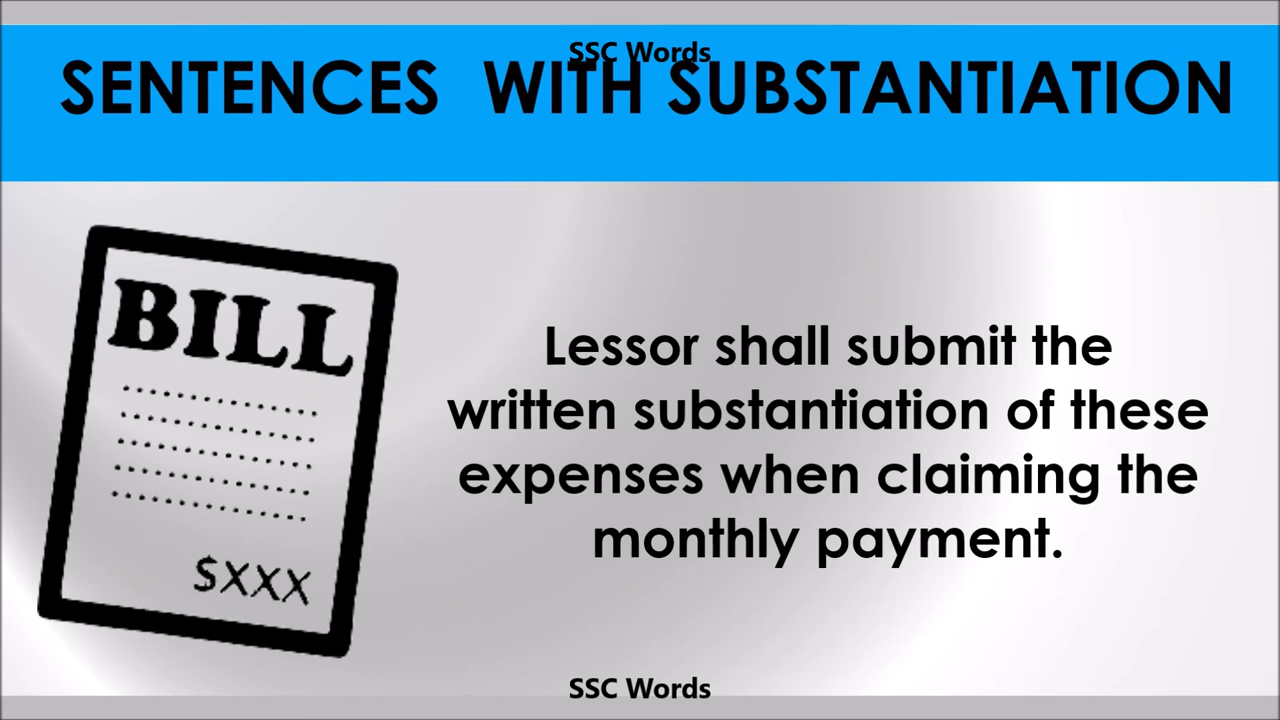 SSC Words
SENTENCES WITH SUBSTANTIATION
BILL
$XXX
Lessor shall submit the
written substantiation of these
expenses when claiming the
monthly payment.
SSC Words